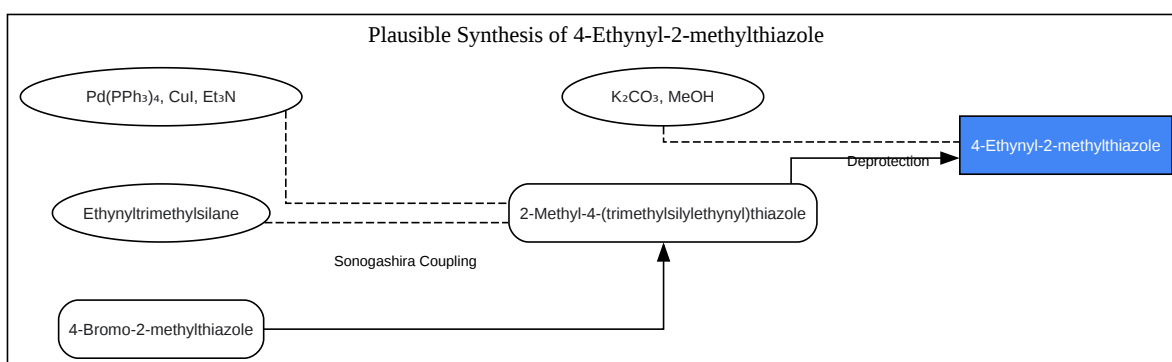 Plausible Synthesis of 4-Ethynyl-2-methylthiazole
Pd(PPh₃)₄, CuI, Et₃N
K₂CO₃, MeOH
4-Ethynyl-2-methylthiazole
Deprotection
Ethynyltrimethylsilane
2-Methyl-4-(trimethylsilylethynyl)thiazole
Sonogashira Coupling
4-Bromo-2-methylthiazole